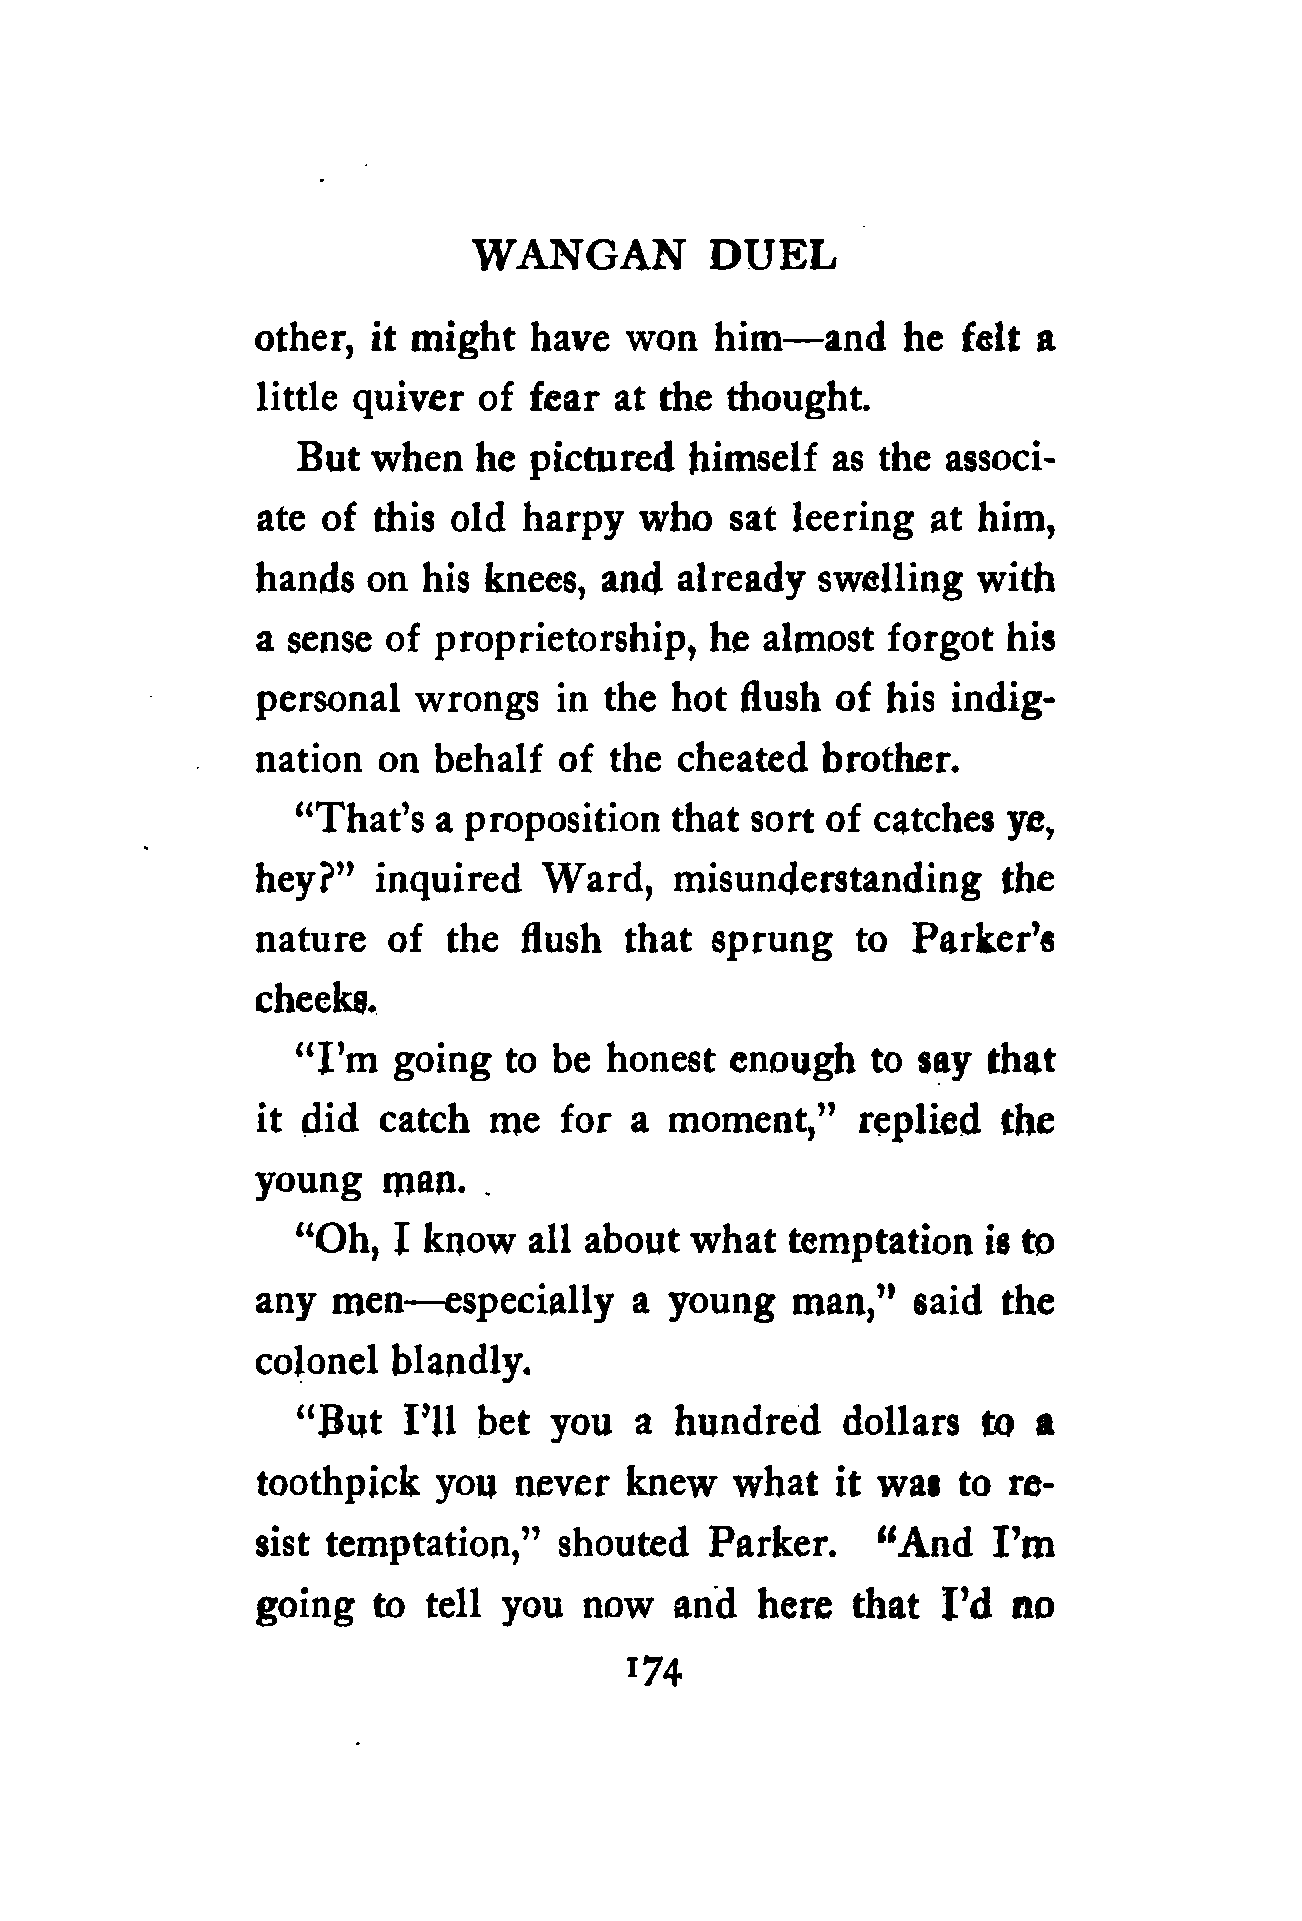 WANGAN DUEL
other, it might have won him—and he felt a
little quiver of fear at the thought.
But when he pictured himself as the associ-
ate of this old harpy who sat leering at him,
hands on his knees, and already swelling with
a sense of proprietorship, he almost forgot his
personal wrongs in the hot flush of his indig-
nation on behalf of the cheated brother.
“That’s a proposition that sort of catches ye,
hey?” inquired Ward, misunderstanding the
nature of the flush that sprung to Parker’s
cheeks.
“I’m going to be honest enough to say that
it did catch me for a moment,” replied the
young man.
“Oh, I know all about what temptation is to
any men—especially a young man,” said the
colonel blandly.
“But I’ll bet you a hundred dollars to a
toothpick you never knew what it was to re-
sist temptation,” shouted Parker. “And I’m
going to tell you now and here that I’d no
174